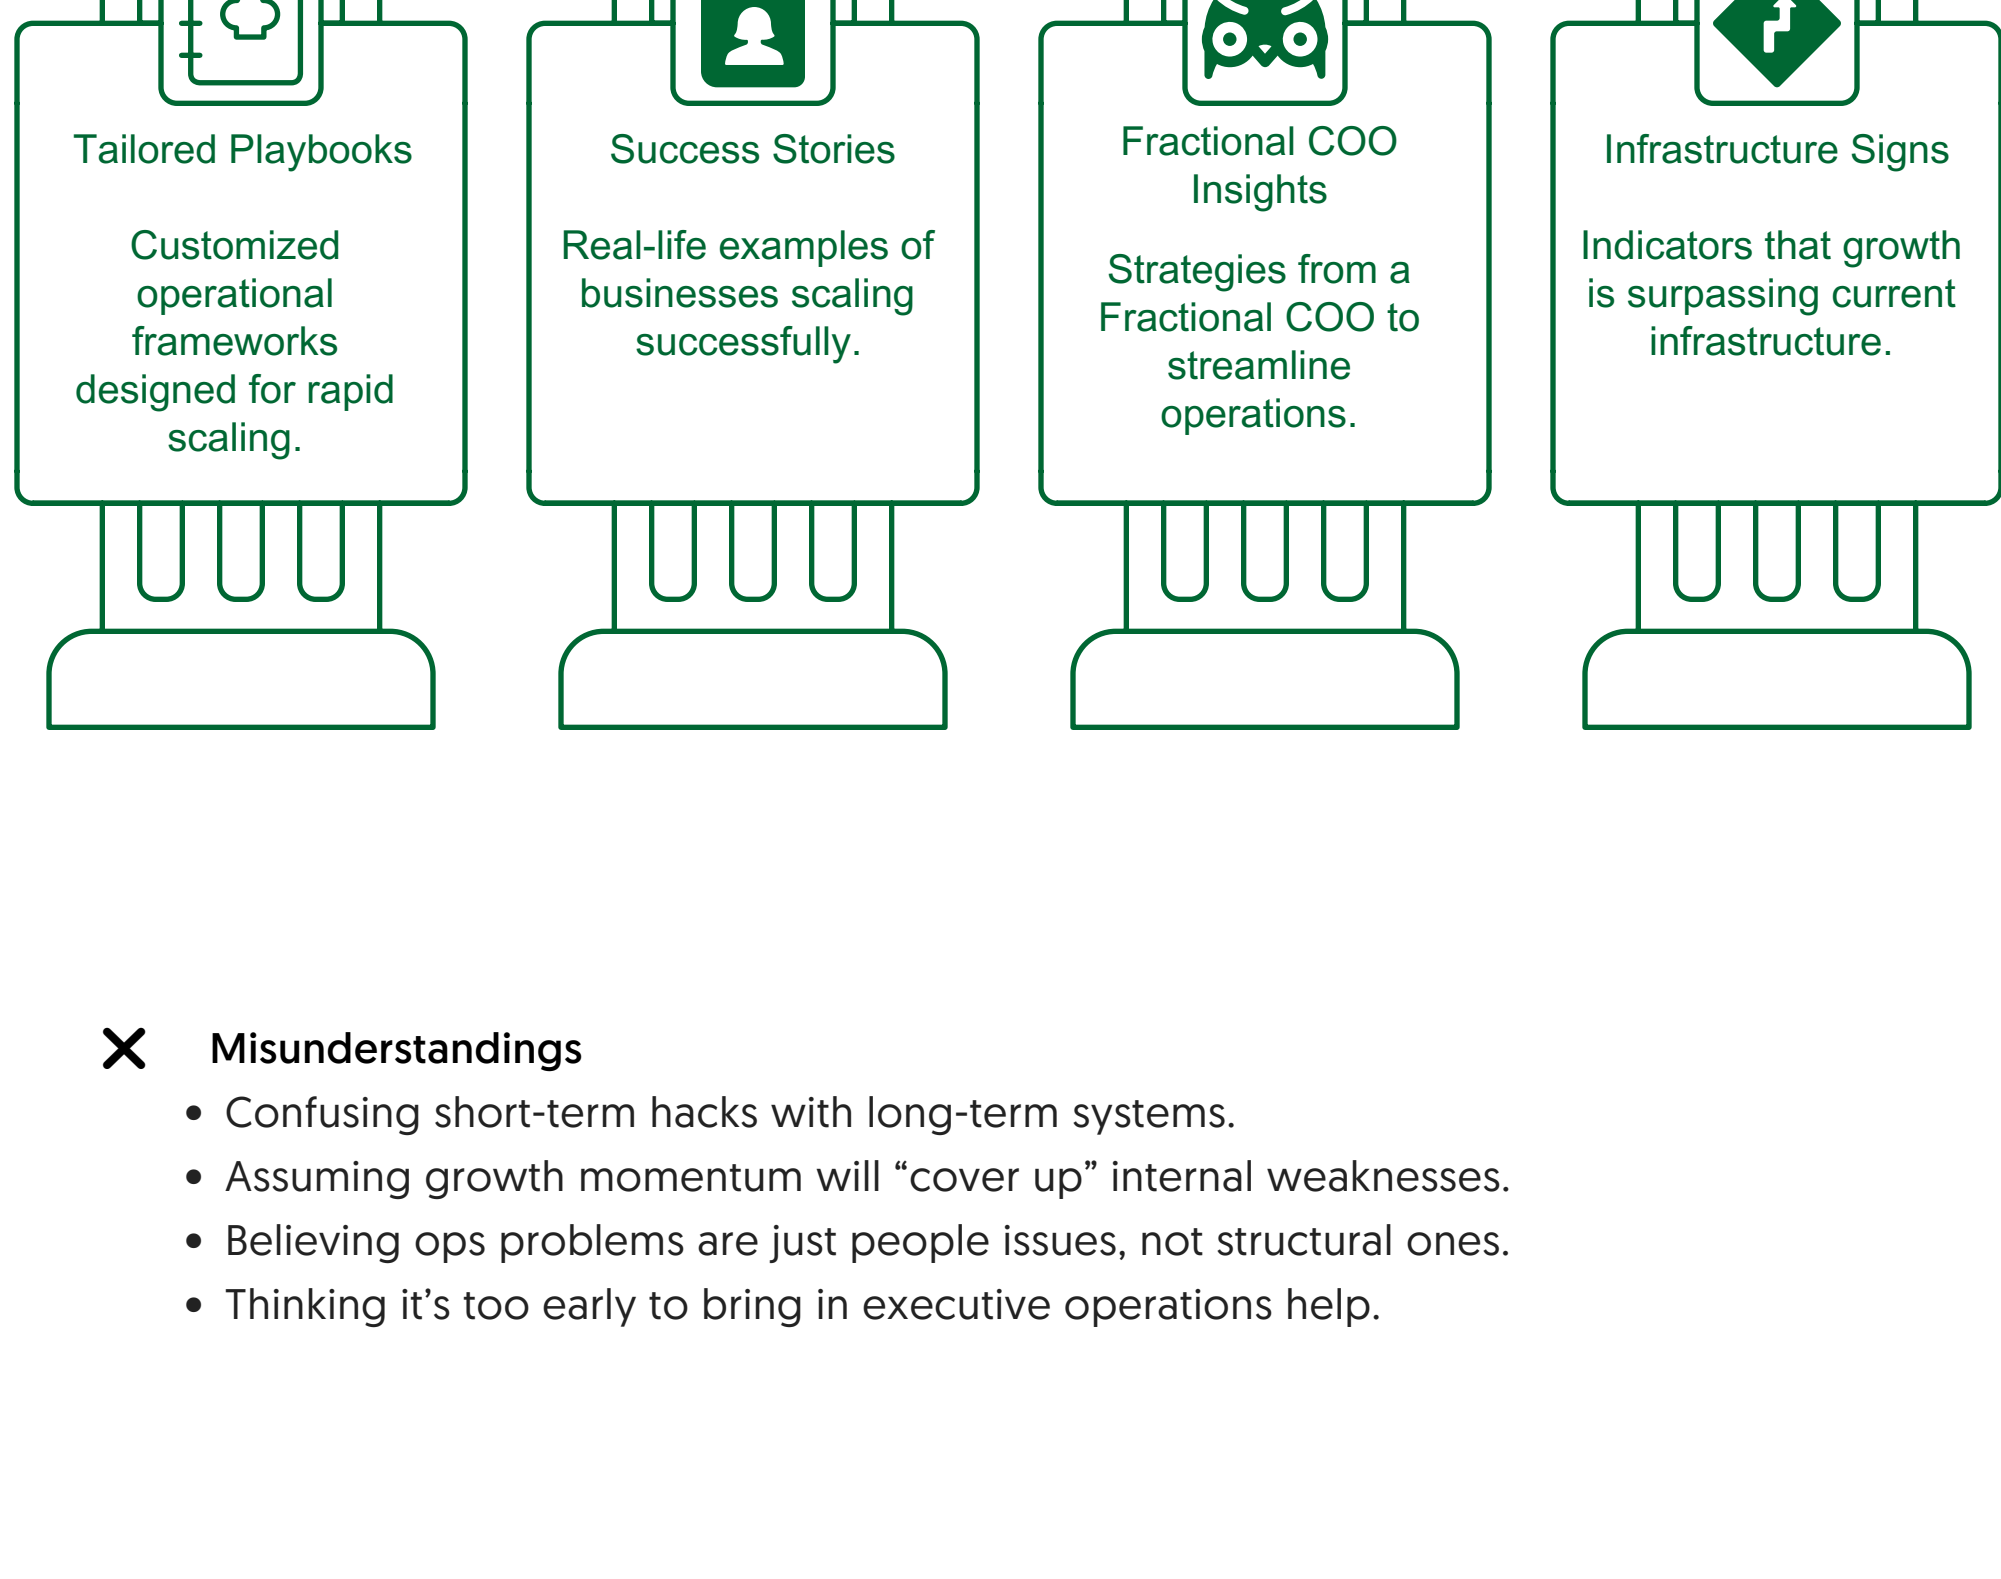 Tailored Playbooks
Customized
operational
frameworks
designed for rapid
scaling.
Success Stories
Real-life examples of
businesses scaling
successfully.
Fractional COO
Insights
Strategies from a
Fractional COO to
streamline
operations.
Infrastructure Signs
Indicators that growth
is surpassing current
infrastructure.
Misunderstandings
• Confusing short-term hacks with long-term systems.
• Assuming growth momentum will “cover up” internal weaknesses.
• Believing ops problems are just people issues, not structural ones.
• Thinking it’s too early to bring in executive operations help.